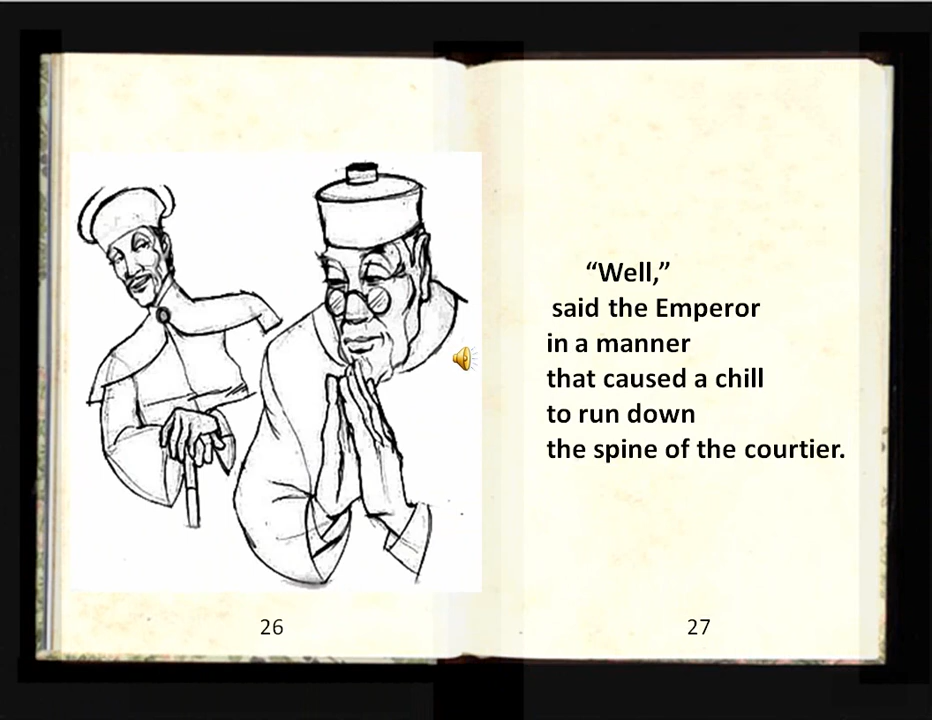 “Well,”
said the Emperor
in a manner
that caused a chill
to run down
the spine of the courtier.
26
27